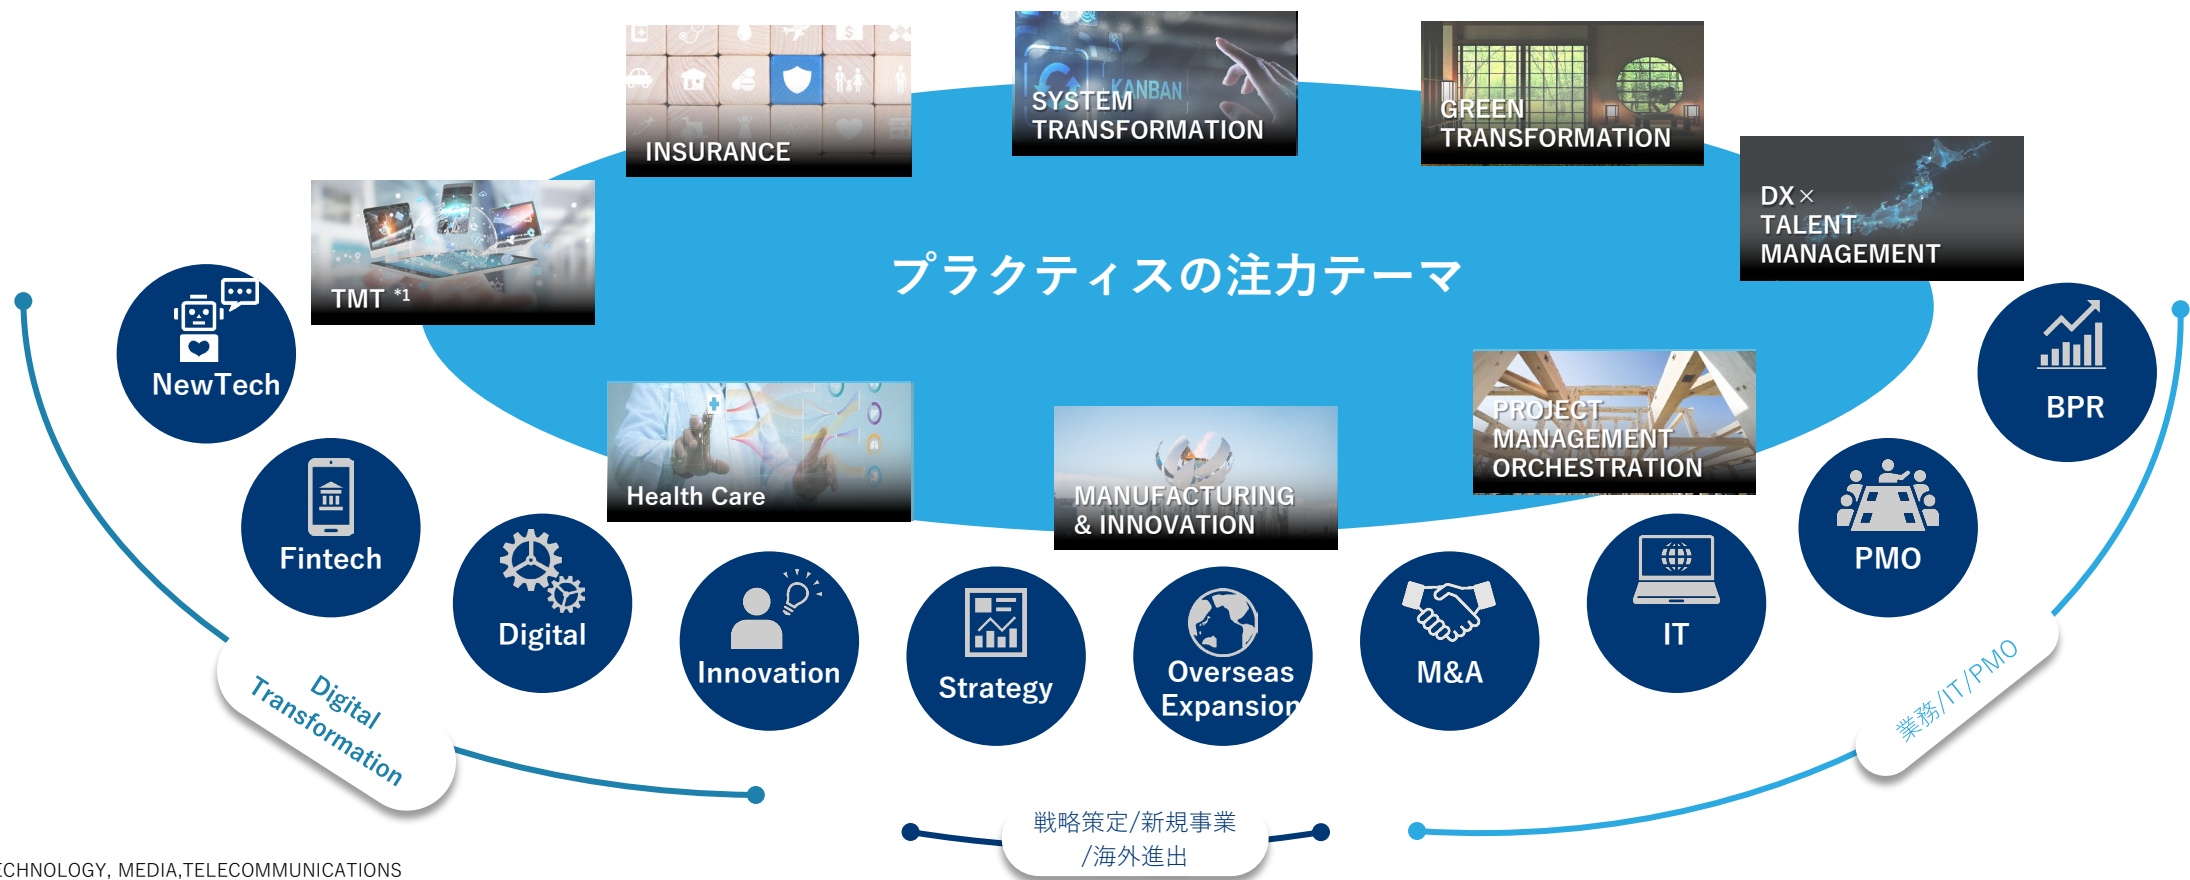 INSURANCE
SYSTEM
TRANSFORMATION
KANBAN
GREEN
TRANSFORMATION
DX×
TALENT
MANAGEMENT
TMT *1
プラクティスの注力テーマ
NewTech
Health Care
MANUFACTURING
& INNOVATION
PROJECT
MANAGEMENT
ORCHESTRATION
BPR
Fintech
Digital
Innovation
Strategy
Overseas
Expansion
M&A
IT
PMO
Digital
Transformation
戦略策定/新規事業
/海外進出
業務/IT/PMO
ECHNOLOGY, MEDIA,TELECOMMUNICATIONS